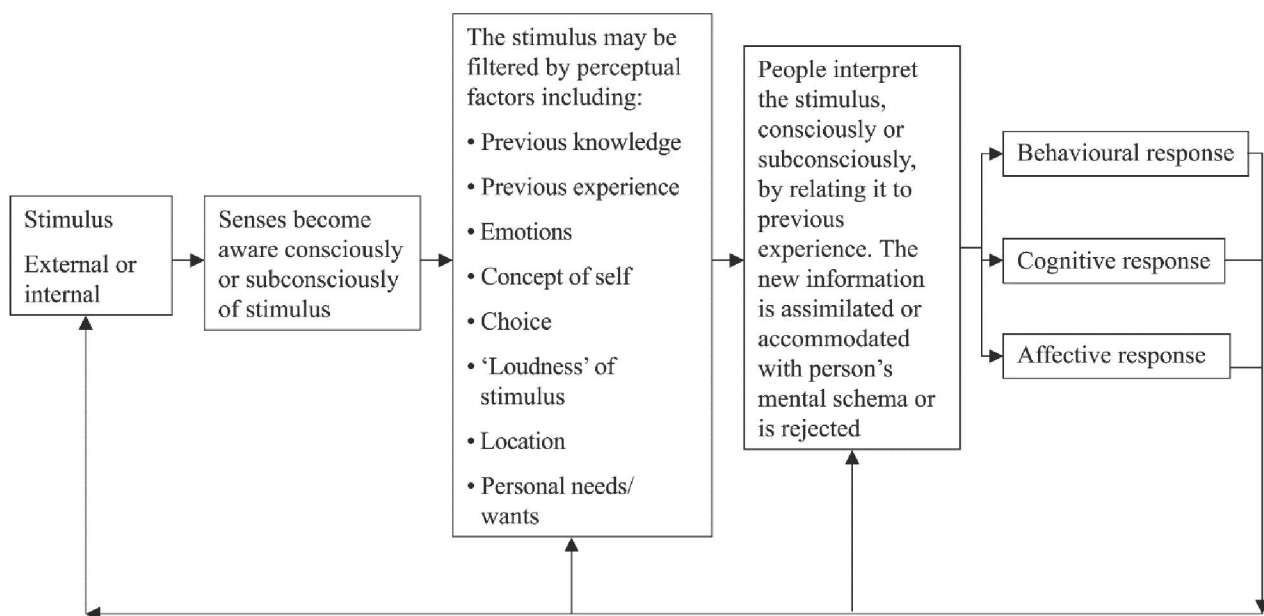 Stimulus
External or
internal
Senses become
aware consciously
or subsconsciously
of stimulus
The stimulus may be
filtered by perceptual
factors including:
• Previous knowledge
• Previous experience
• Emotions
• Concept of self
• Choice
• ‘Loudness’ of
stimulus
• Location
• Personal needs/
wants
People interpret
the stimulus,
consciously or
subconsciously,
by relating it to
previous
experience. The
new information
is assimilated or
accommodated
with person’s
mental schema or
is rejected
Behavioural response
Cognitive response
Affective response